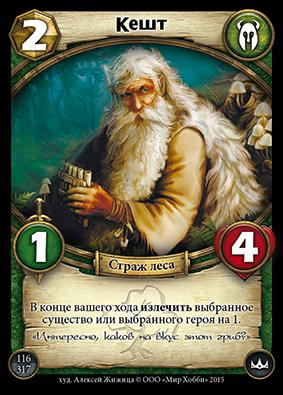 2
Кешт
1
4
Страж леса
В конце вашего хода излечить выбранное
существо или выбранного героя на 1.
«Интересно, каков на вкус этот гриб?»
116
317
худ. Алексей Жижица © ООО «Мир Хобби» 2015